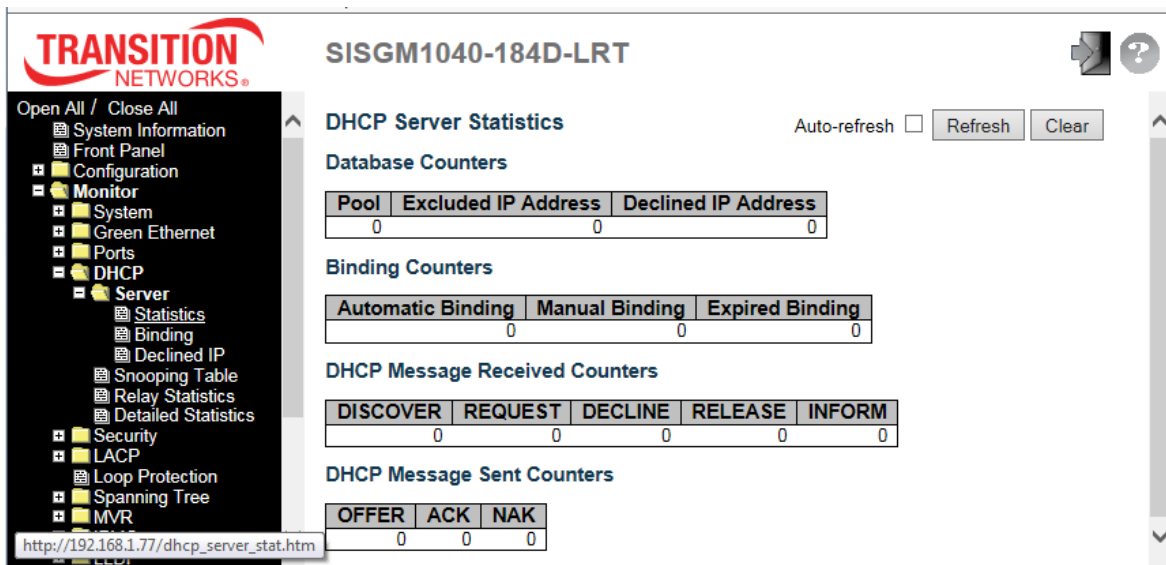 TRANSITION
NETWORKS®
SISGM1040-184D-LRT
?
Open All / Close All
System Information
Front Panel
Configuration
Monitor
System
Green Ethernet
Ports
DHCP
Server
Statistics
Binding
Declined IP
Snooping Table
Relay Statistics
Detailed Statistics
Security
LACP
Loop Protection
Spanning Tree
MVR
http://192.168.1.77/dhcp_server_stat.htm
DHCP Server Statistics
Auto-refresh Refresh Clear
Database Counters
Pool Excluded IP Address Declined IP Address
0 0 0
Binding Counters
Automatic Binding Manual Binding Expired Binding
0 0 0
DHCP Message Received Counters
DISCOVER REQUEST DECLINE RELEASE INFORM
0 0 0 0 0
DHCP Message Sent Counters
OFFER ACK NAK
0 0 0